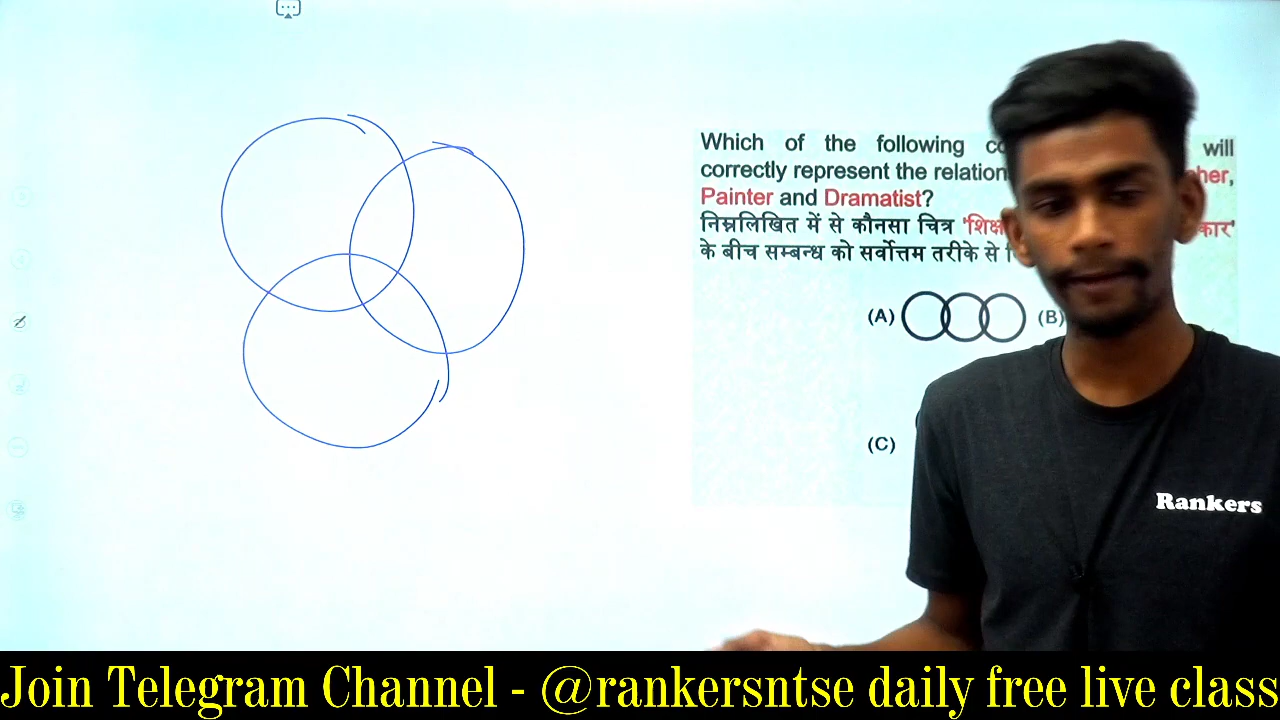 Which of the following will
correctly represent the relation her,
Painter and Dramatist?
निम्नलिखित में से कौनसा चित्र 'शिक्ष कार'
के बीच सम्बन्ध को सर्वोत्तम तरीके से
(A) (B)
(C)
Rankers
Join Telegram Channel - @rankersntse daily free live class